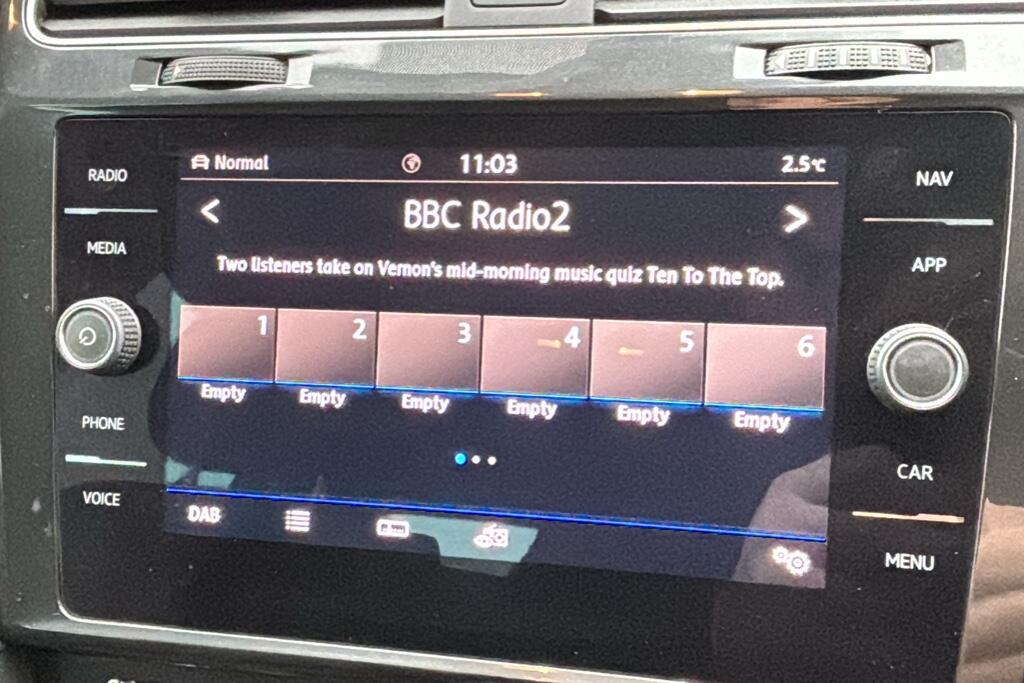 RADIO
MEDIA
PHONE
VOICE
Normal 11:03 2.5°C
BBC Radio2
Two listeners take on Vernon's mid-morning music quiz Ten To The Top.
1 2 3 4 5 6
Empty Empty Empty Empty Empty Empty
DAB
NAV
APP
CAR
MENU